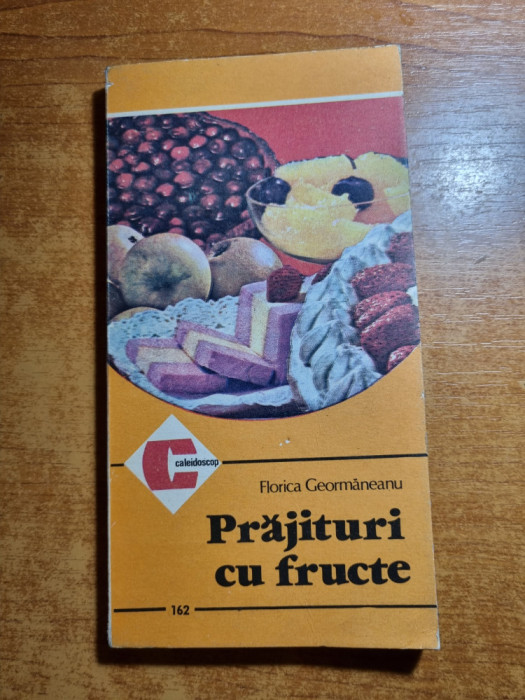 C
caleidoscop
Florica Geormăneanu
Prăjituri
cu fructe
162